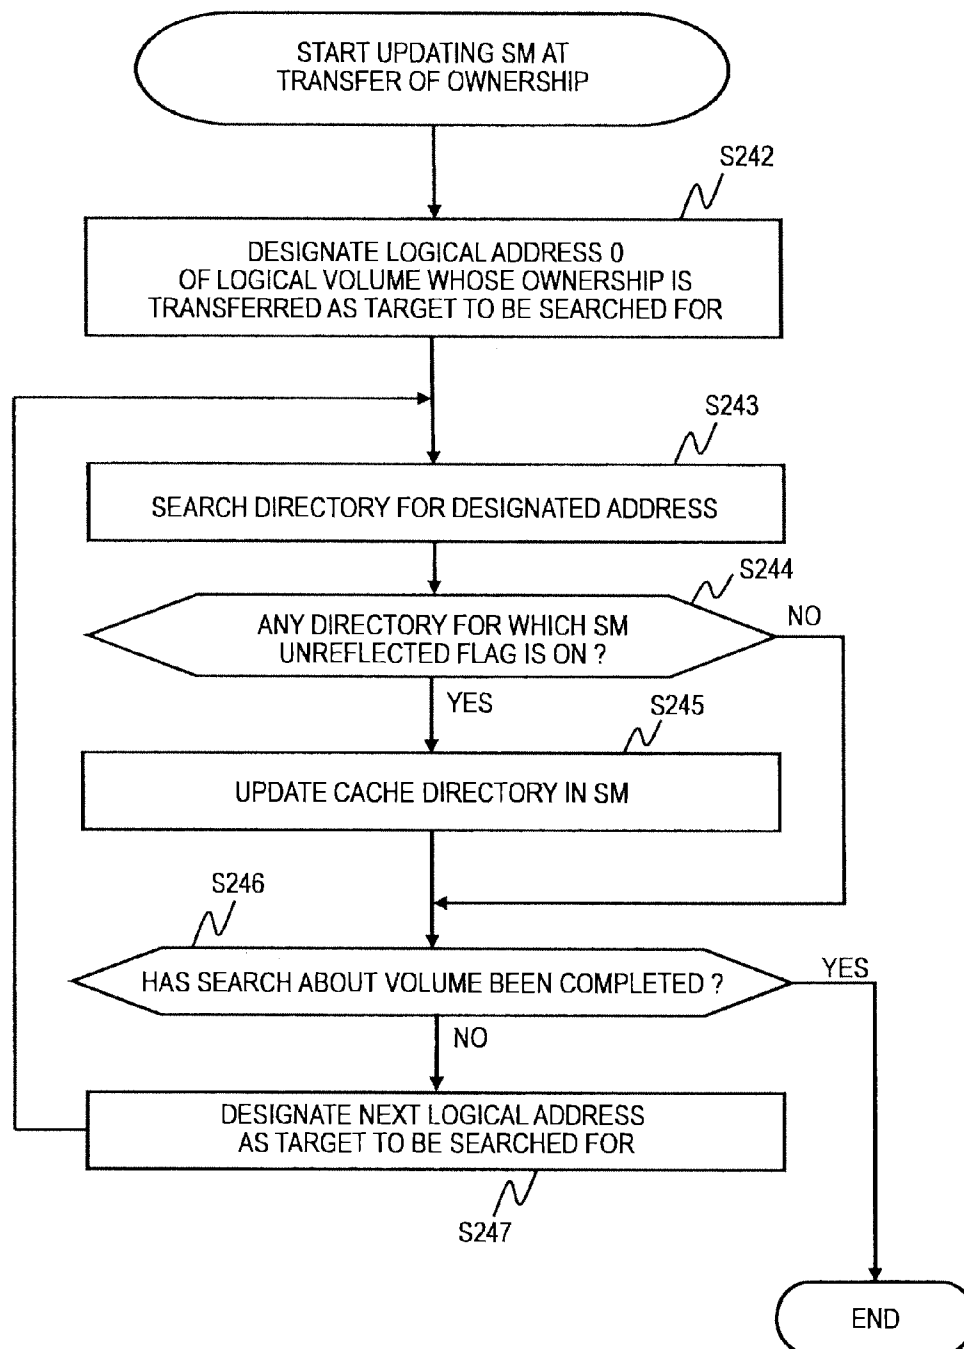 START UPDATING SM AT
TRANSFER OF OWNERSHIP
S242
DESIGNATE LOGICAL ADDRESS 0
OF LOGICAL VOLUME WHOSE OWNERSHIP IS
TRANSFERRED AS TARGET TO BE SEARCHED FOR
S243
SEARCH DIRECTORY FOR DESIGNATED ADDRESS
S244
ANY DIRECTORY FOR WHICH SM
UNREFLECTED FLAG IS ON ?
NO
YES
S245
UPDATE CACHE DIRECTORY IN SM
S246
HAS SEARCH ABOUT VOLUME BEEN COMPLETED ?
YES
NO
DESIGNATE NEXT LOGICAL ADDRESS
AS TARGET TO BE SEARCHED FOR
S247
END